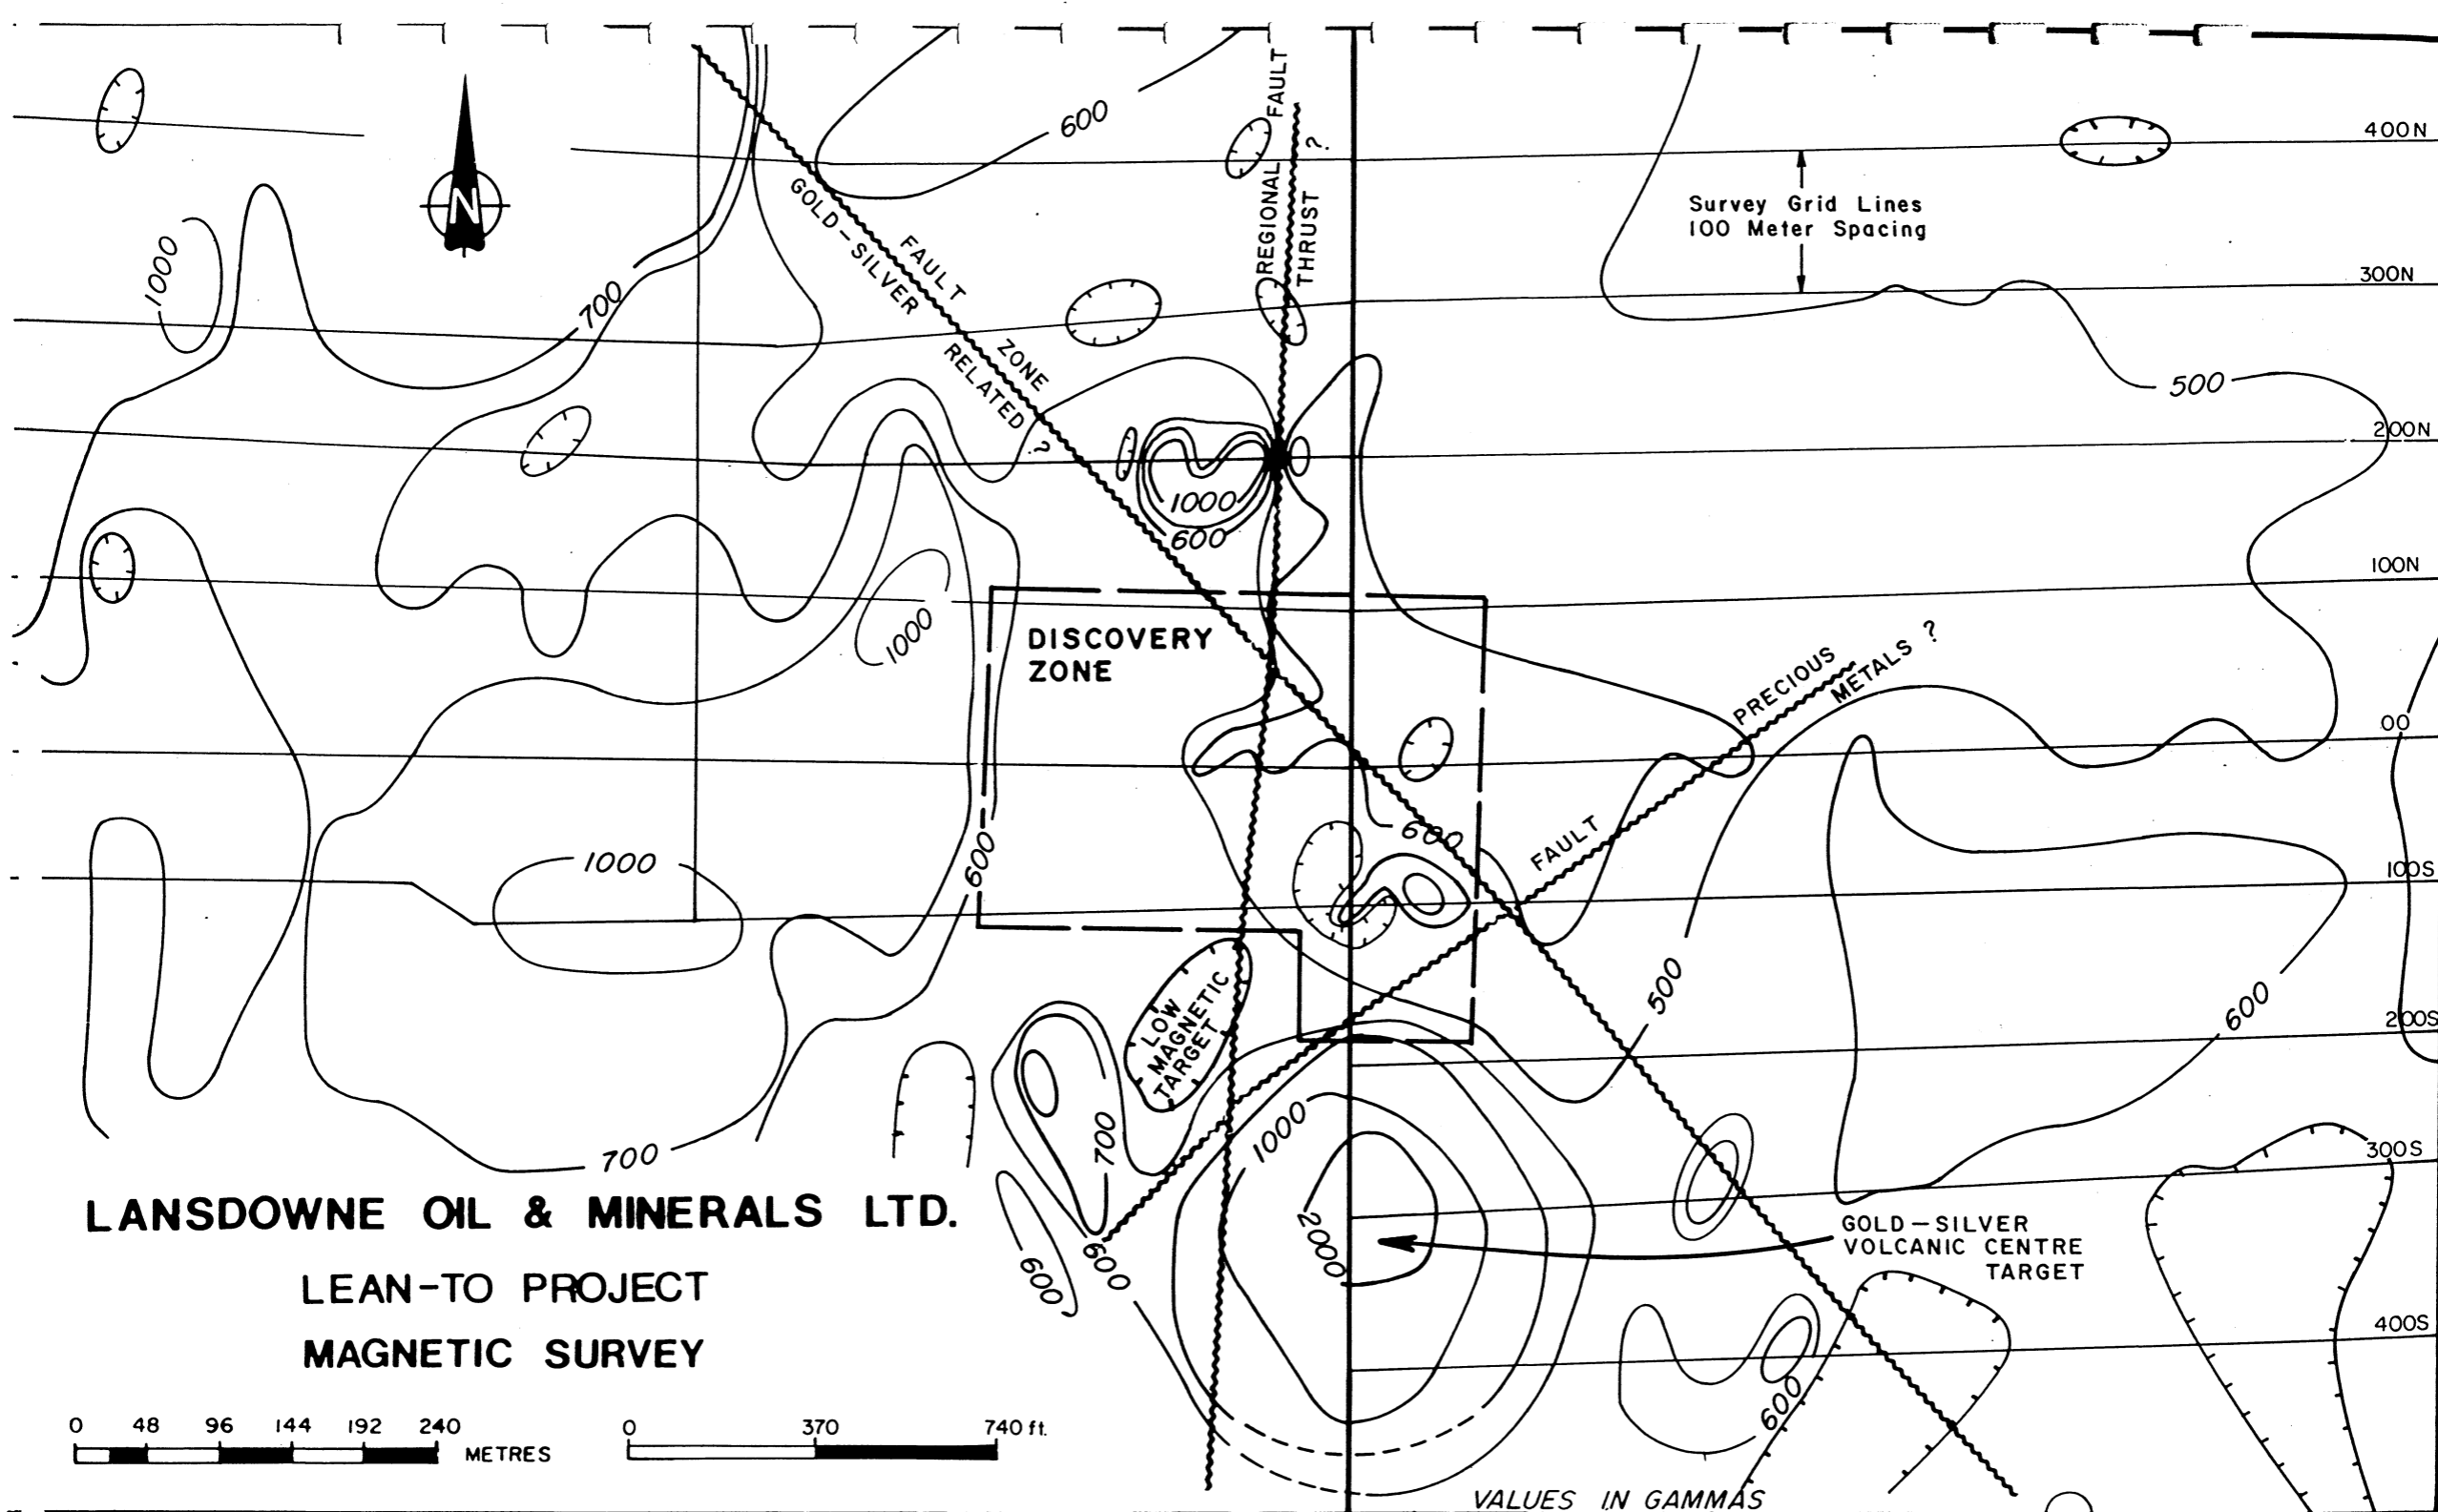 600
REGIONAL FAULT
THRUST ?
400N
Survey Grid Lines
100 Meter Spacing
1000
N
700
FAULT ZONE
GOLD-SILVER RELATED ?
300N
500
200N
1000
600
100N
1000
DISCOVERY
ZONE
PRECIOUS
METALS ?
00
FAULT
600
600
1000
100S
500
600
200S
LOW
MAGNETIC
TARGET
700
700
1000
2000
300S
600
600
GOLD-SILVER
VOLCANIC CENTRE
TARGET
400S
600
LANSDOWNE OIL & MINERALS LTD.
LEAN-TO PROJECT
MAGNETIC SURVEY
0 48 96 144 192 240
METRES
0 370 740 ft.
VALUES IN GAMMAS